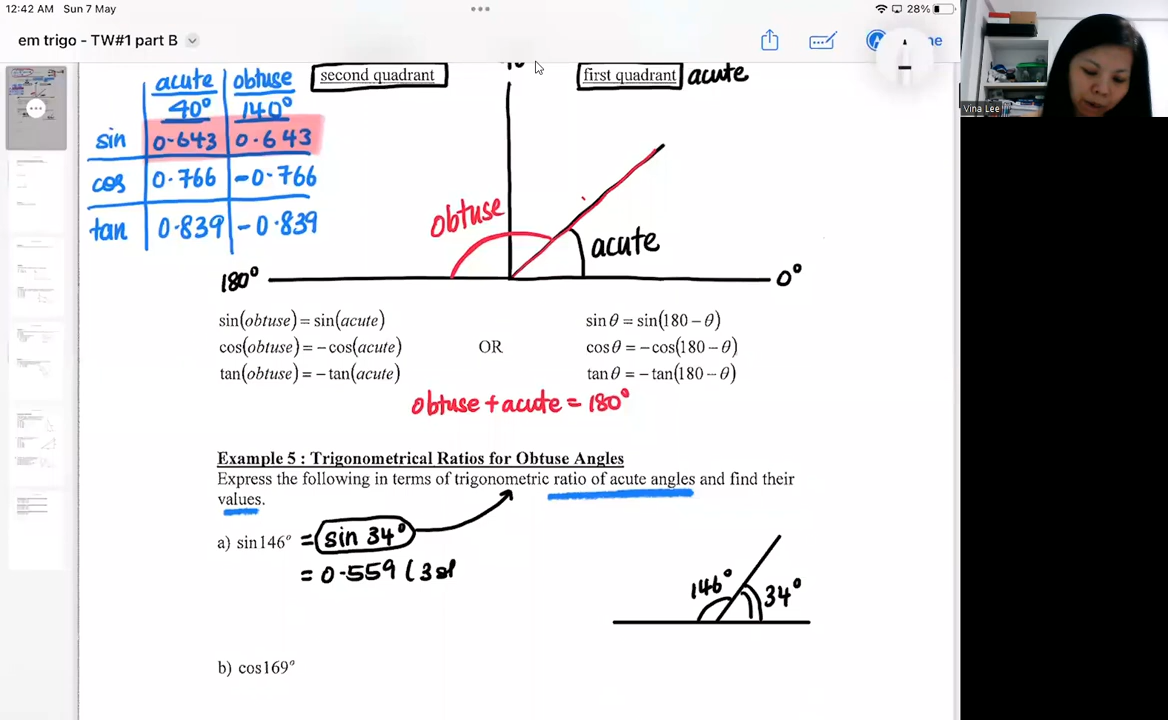 12:42 AM Sun 7 May
28%
em trigo - TW#1 part B
Vina Lee
acute obtuse
40° 140°
sin 0.643 0.643
cos 0.766 -0.766
tan 0.839 -0.839
second quadrant
first quadrant acute
obtuse
acute
180°
0°
sin(obtuse) = sin(acute)
cos(obtuse) = -cos(acute)
tan(obtuse) = -tan(acute)
OR
sin θ = sin(180 - θ)
cos θ = -cos(180 - θ)
tan θ = -tan(180 - θ)
obtuse + acute = 180°
Example 5 : Trigonometrical Ratios for Obtuse Angles
Express the following in terms of trigonometric ratio of acute angles and find their
values.
a) sin146° = sin 34°
= 0.559 (3sf
146°
34°
b) cos169°